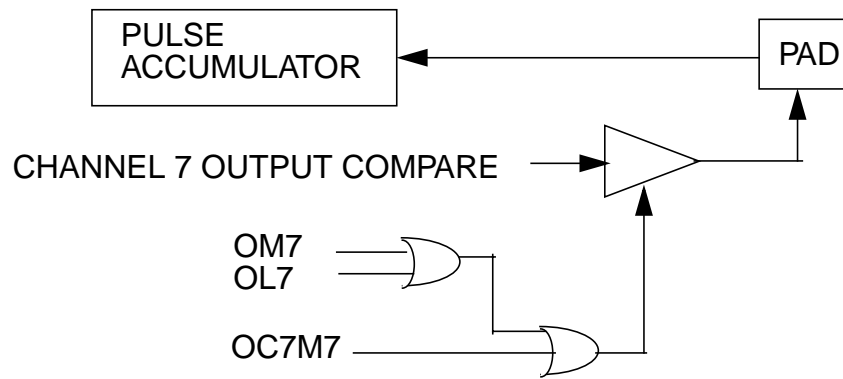 PULSE
ACCUMULATOR
PAD
CHANNEL 7 OUTPUT COMPARE
OM7
OL7
OC7M7